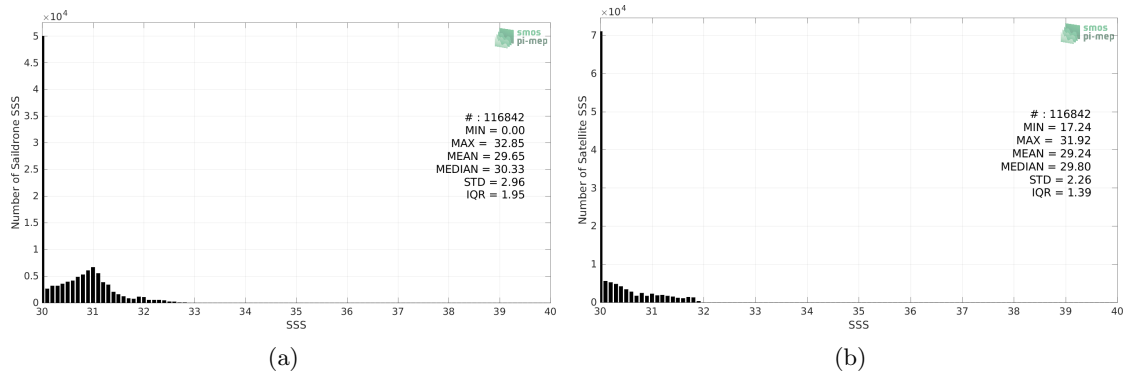 ×10⁴
5
4.5
4
3.5
3
2.5
2
1.5
1
0.5
0
Number of Saildrone SSS
30 31 32 33 34 35 36 37 38 39 40
SSS
smos
pi-mep
# : 116842
MIN = 0.00
MAX = 32.85
MEAN = 29.65
MEDIAN = 30.33
STD = 2.96
IQR = 1.95
(a)
×10⁴
7
6
5
4
3
2
1
0
Number of Satellite SSS
30 31 32 33 34 35 36 37 38 39 40
SSS
smos
pi-mep
# : 116842
MIN = 17.24
MAX = 31.92
MEAN = 29.24
MEDIAN = 29.80
STD = 2.26
IQR = 1.39
(b)